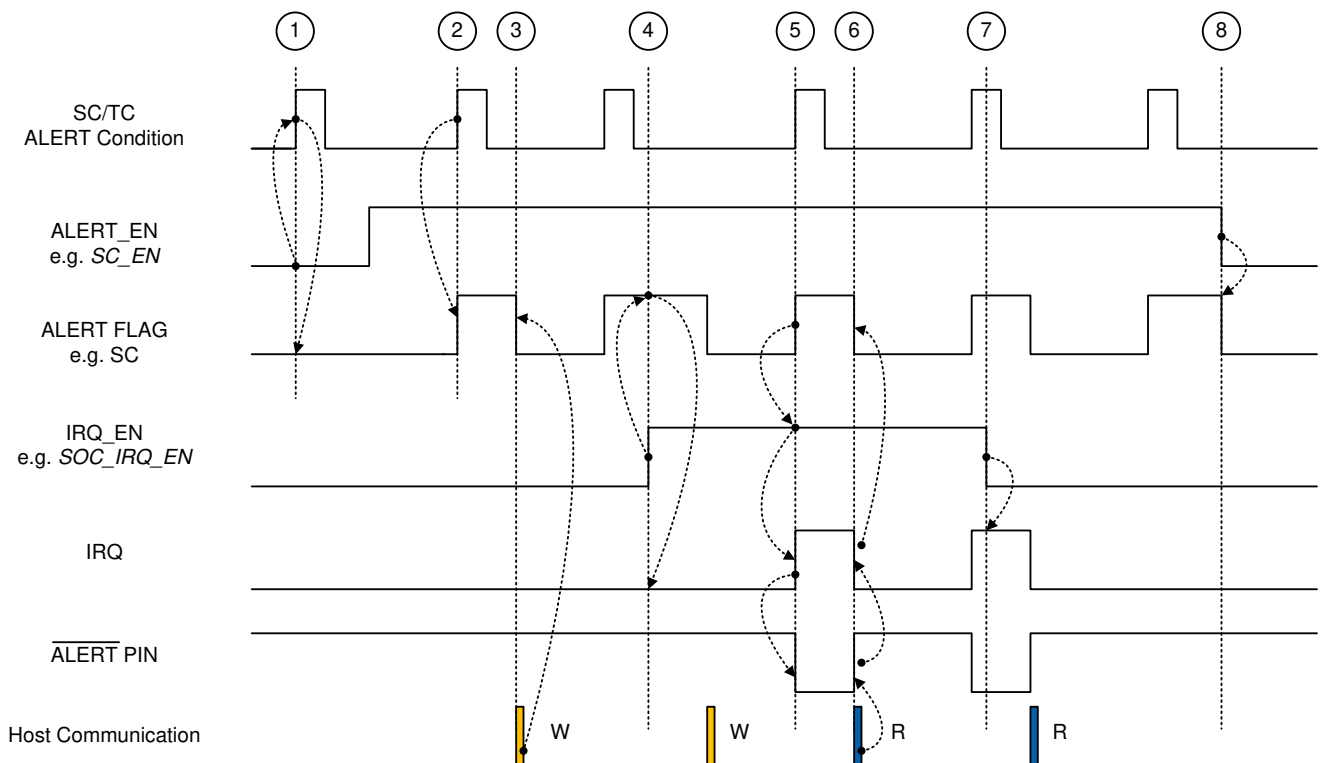 1 2 3 4 5 6 7 8
SC/TC
ALERT Condition
ALERT_EN
e.g. SC_EN
ALERT FLAG
e.g. SC
IRQ_EN
e.g. SOC_IRQ_EN
IRQ
ALERT PIN
Host Communication W W R R